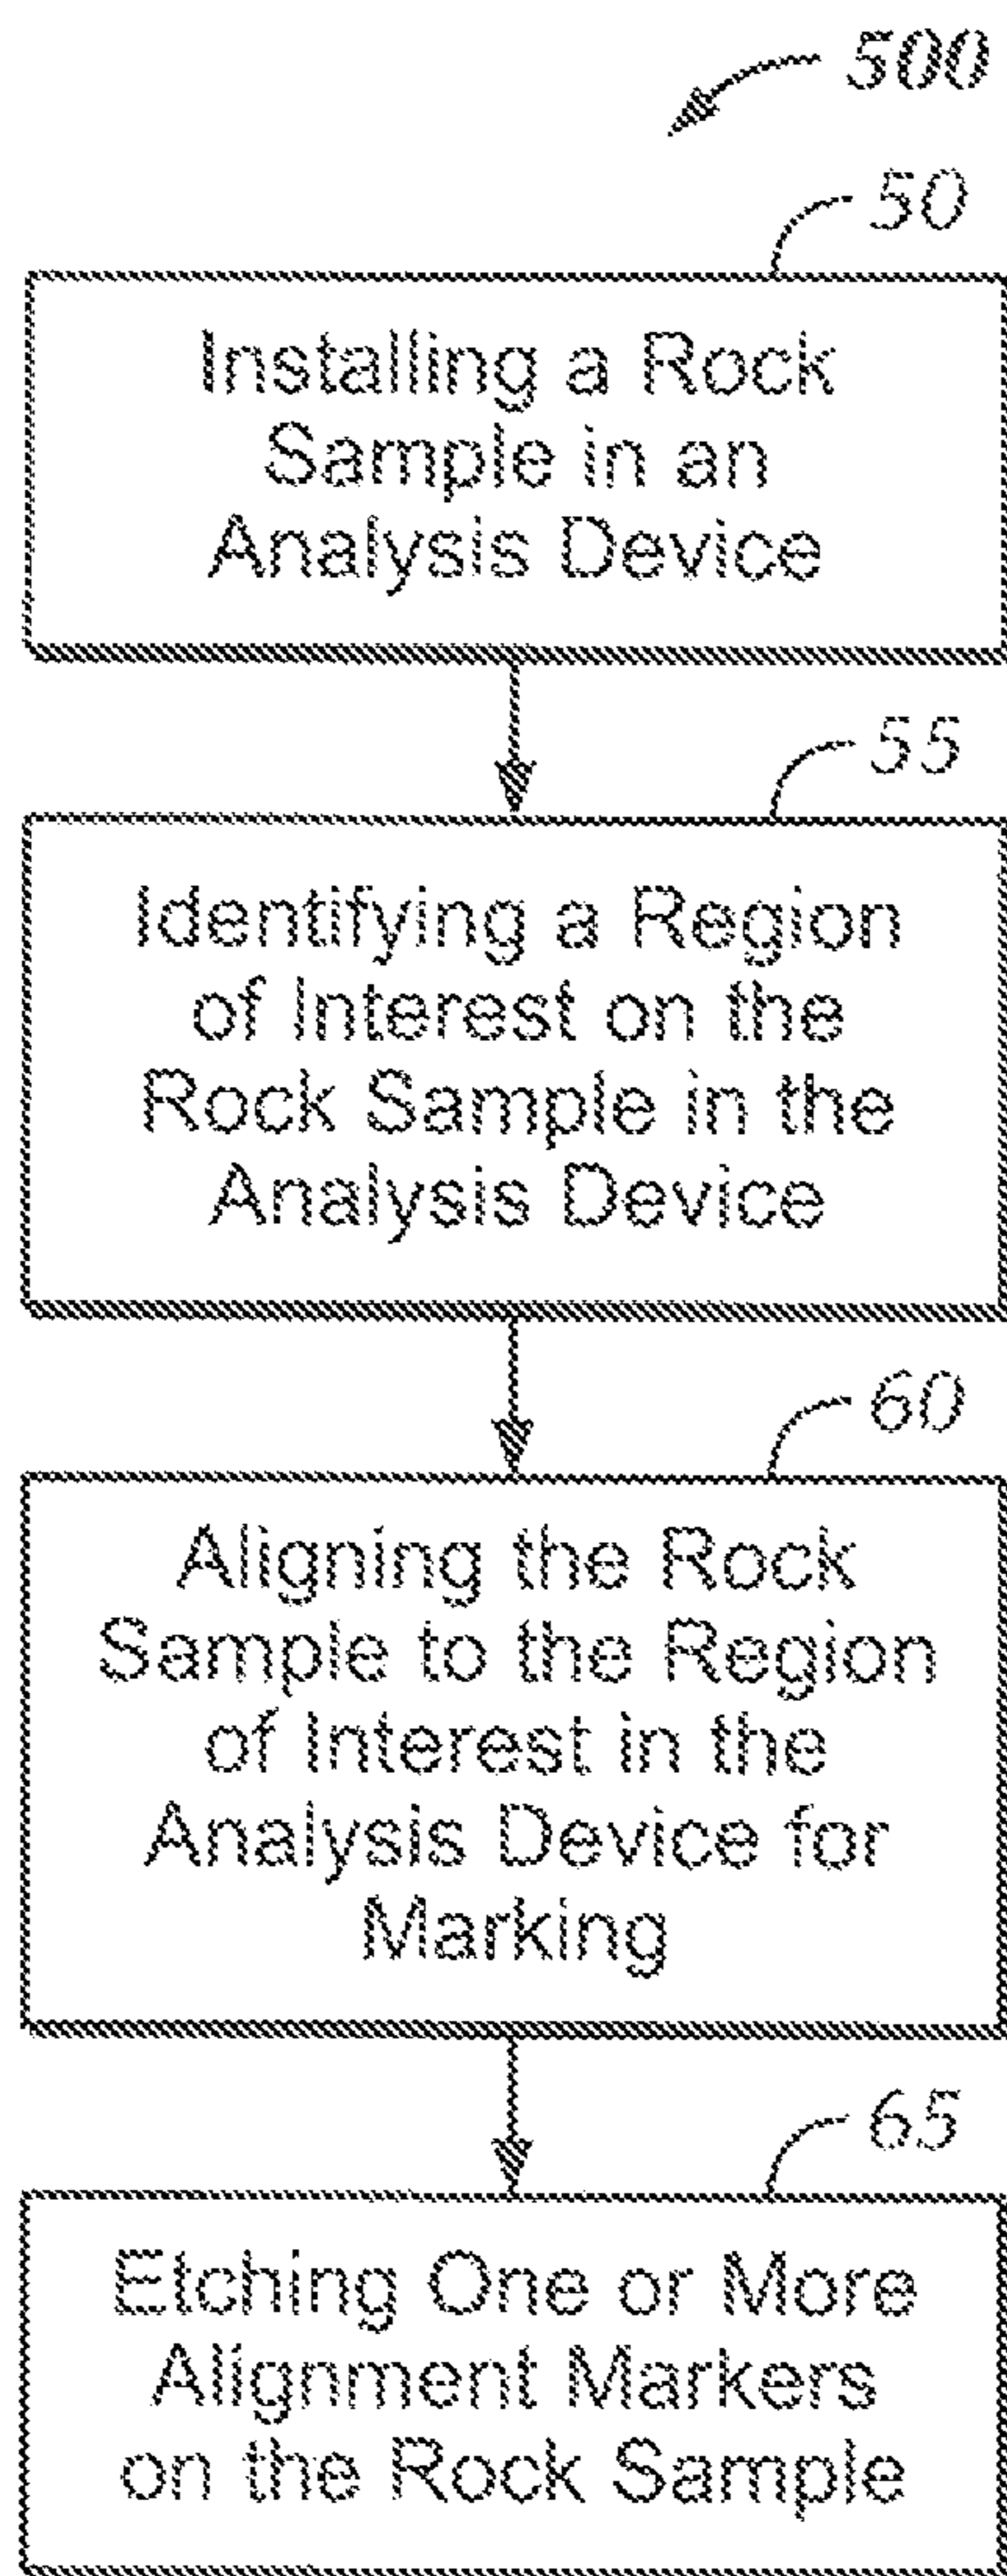 500
50
Installing a Rock
Sample in an
Analysis Device
55
Identifying a Region
of Interest on the
Rock Sample in the
Analysis Device
60
Aligning the Rock
Sample to the Region
of Interest in the
Analysis Device for
Marking
65
Etching One or More
Alignment Markers
on the Rock Sample